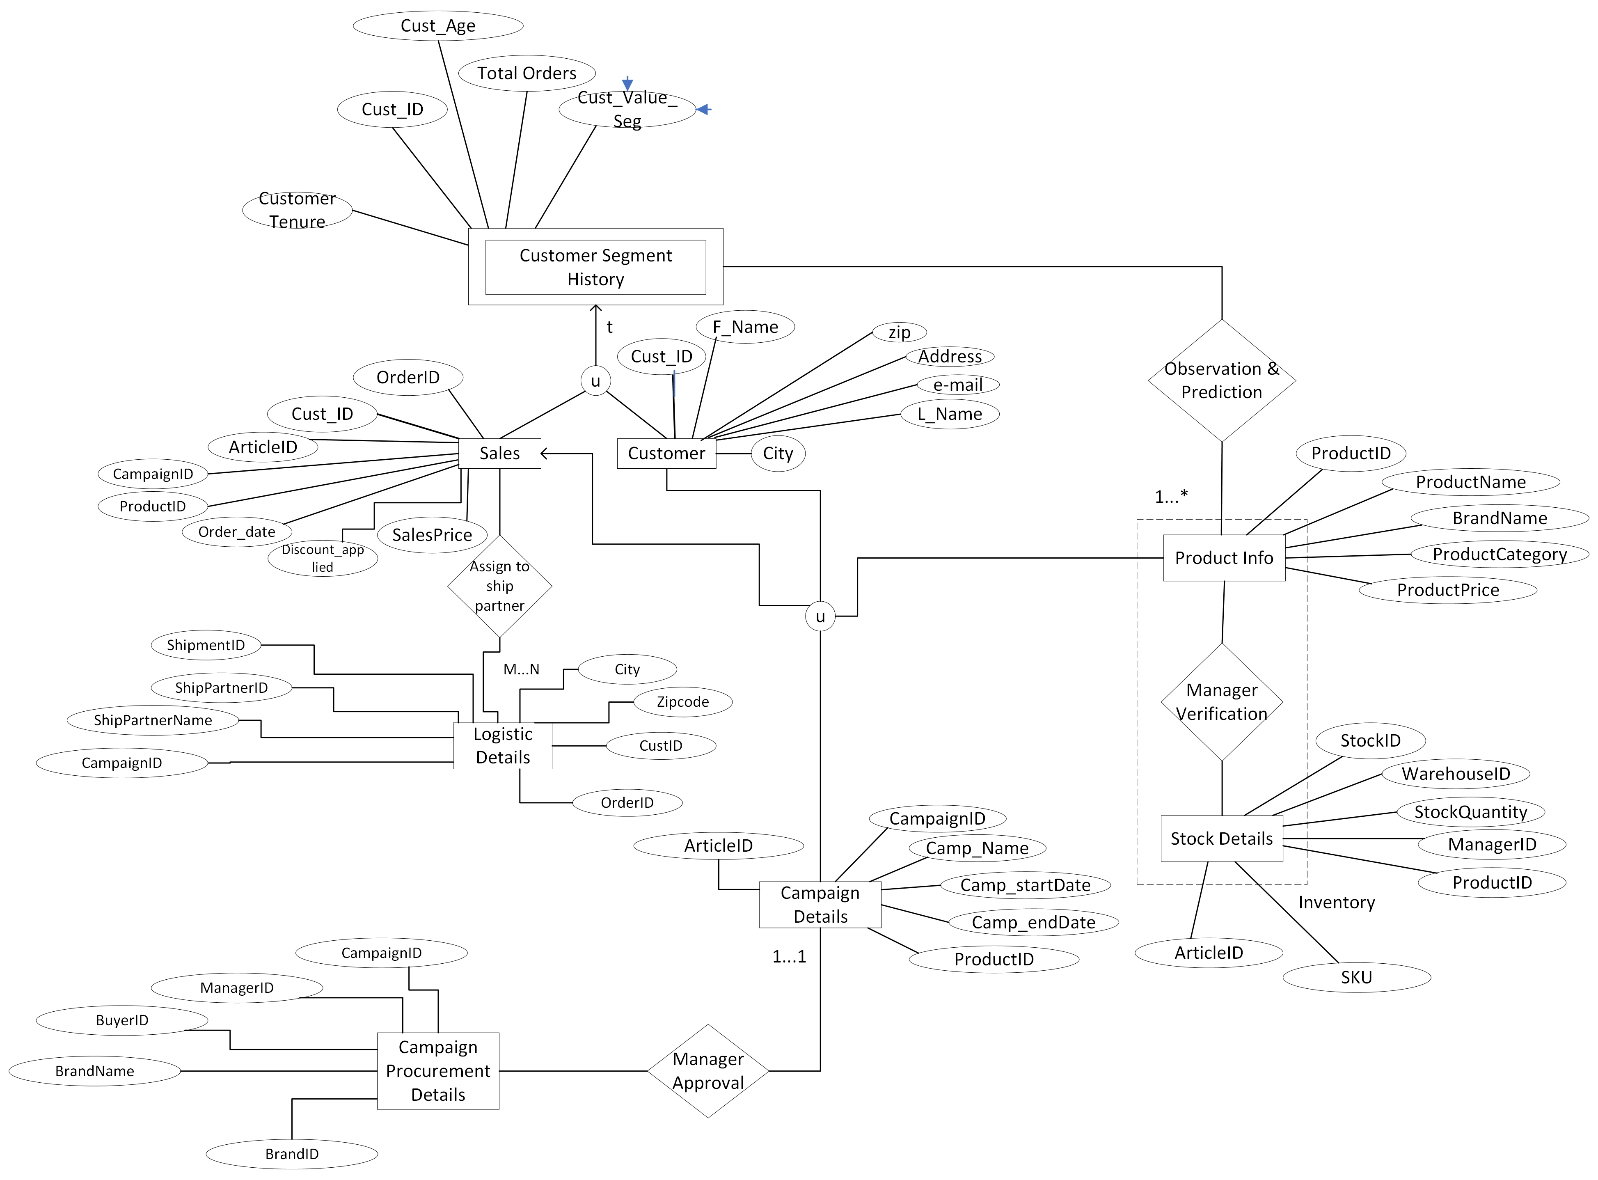 Cust_Age
Total Orders
Cust_Value_
Seg
Cust_ID
Customer
Tenure
Customer Segment
History
t
F_Name
zip
Cust_ID
Address
e-mail
L_Name
City
u
OrderID
Cust_ID
ArticleID
CampaignID
ProductID
Order_date
Discount_app
lied
SalesPrice
Sales
Customer
Observation &
Prediction
1...*
ProductID
ProductName
BrandName
ProductCategory
ProductPrice
Product Info
Assign to
ship
partner
u
M...N
ShipmentID
ShipPartnerID
ShipPartnerName
CampaignID
City
Zipcode
CustID
OrderID
Logistic
Details
Manager
Verification
StockID
WarehouseID
StockQuantity
ManagerID
ProductID
Stock Details
Inventory
ArticleID
SKU
ArticleID
CampaignID
Camp_Name
Camp_startDate
Camp_endDate
ProductID
Campaign
Details
1...1
CampaignID
ManagerID
BuyerID
BrandName
BrandID
Campaign
Procurement
Details
Manager
Approval